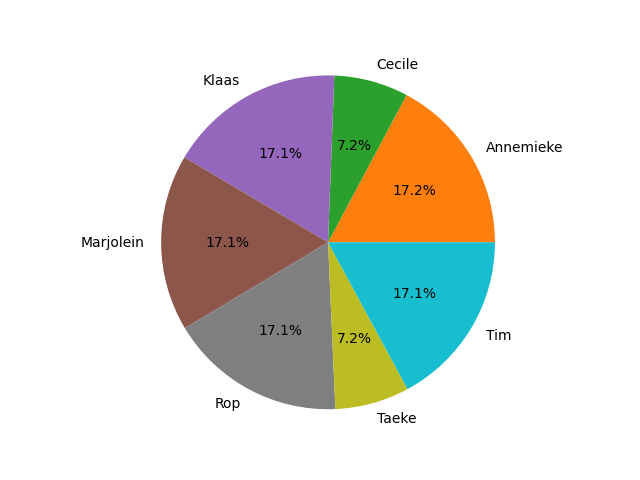 Cecile
Klaas
7.2%
Annemieke
17.1%
17.2%
Marjolein
17.1%
17.1%
17.1%
7.2%
Tim
Rop
Taeke